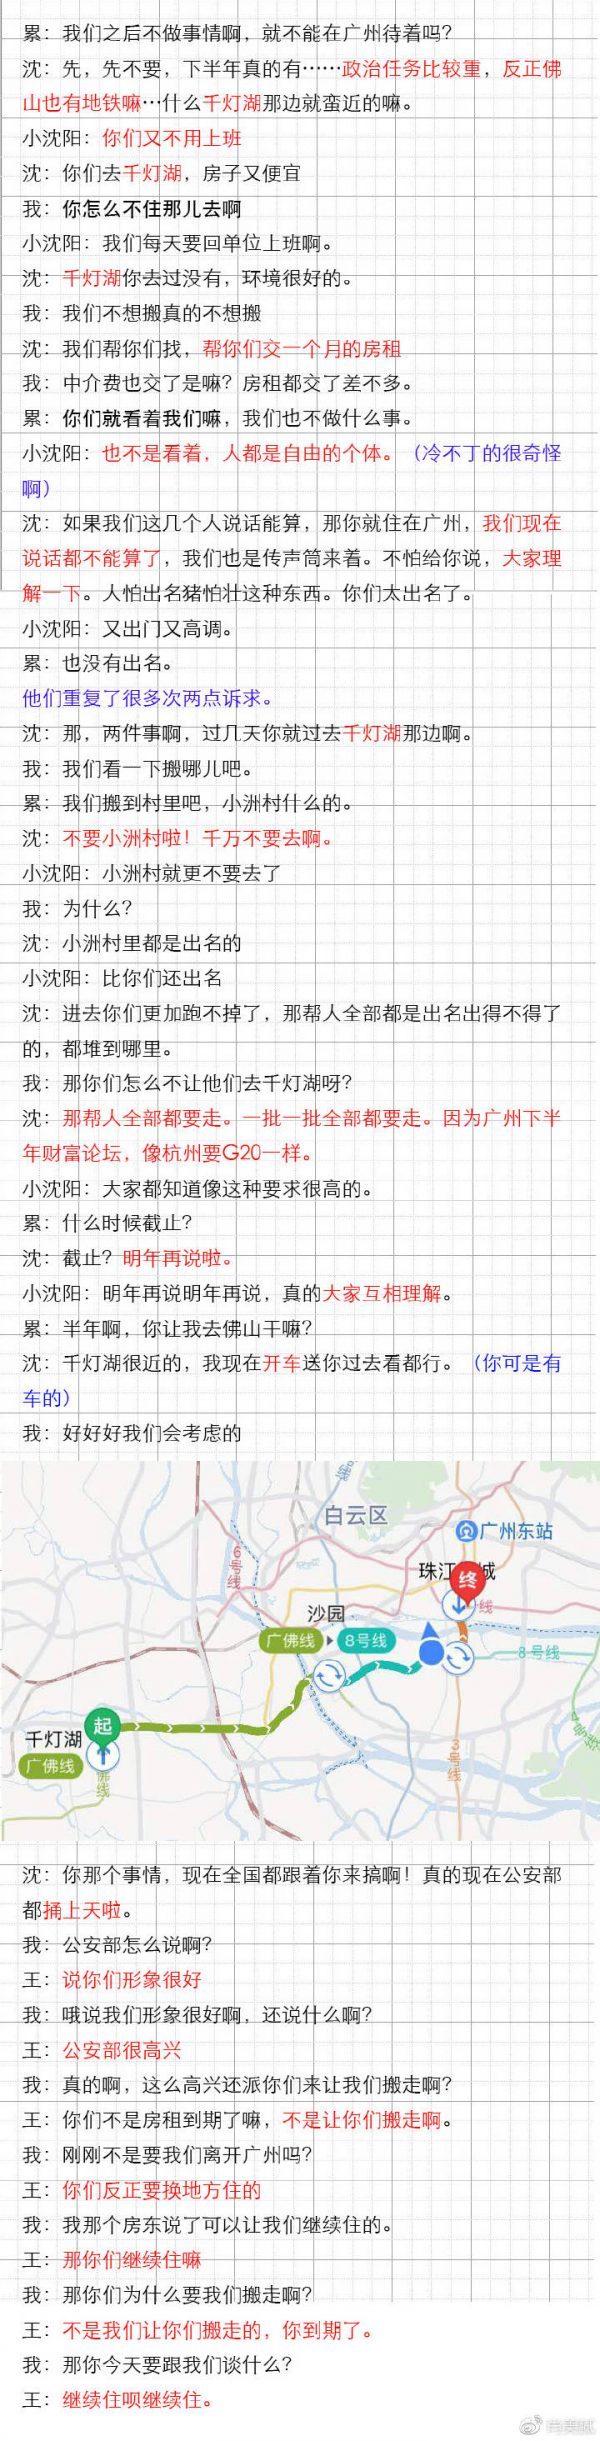 累：我们之后不做事情啊，就不能在广州待着吗？
沈：先，先不要，下半年真的有……政治任务比较重，反正佛
山也有地铁嘛…什么千灯湖那边就蛮近的嘛。
小沈阳：你们又不用上班
沈：你们去千灯湖，房子又便宜
我：你怎么不住那儿去啊
小沈阳：我们每天要回单位上班啊。
沈：千灯湖你去过没有，环境很好的。
我：我们不想搬真的不想搬
沈：我们帮你们找，帮你们交一个月的房租
我：中介费也交了是嘛？房租都交了差不多。
累：你们就看着我们嘛，我们也不做什么事。
小沈阳：也不是看着，人都是自由的个体。（冷不丁的很奇怪
啊）
沈：如果我们这几个人说话能算，那你就住在广州，我们现在
说话都不能算了，我们也是传声筒来着。不怕给你说，大家理
解一下。人怕出名猪怕壮这种东西。你们太出名了。
小沈阳：又出门又高调。
累：也没有出名。
他们重复了很多次两点诉求。
沈：那，两件事啊，过几天你就过去千灯湖那边啊。
我：我们看一下搬哪儿吧。
累：我们搬到村里吧，小洲村什么的。
沈：不要小洲村啦！千万不要去啊。
小沈阳：小洲村就更不要去了
我：为什么？
沈：小洲村里都是出名的
小沈阳：比你们还出名
沈：进去你们更加跑不掉了，那帮人全部都是出名出得不得了
的，都堆到哪里。
我：那你们怎么不让他们去千灯湖呀？
沈：那帮人全部都要走。一批一批全部都要走。因为广州下半
年财富论坛，像杭州要G20一样。
小沈阳：大家都知道像这种要求很高的。
累：什么时候截止？
沈：截止？明年再说啦。
小沈阳：明年再说明年再说，真的大家互相理解。
累：半年啊，你让我去佛山干嘛？
沈：千灯湖很近的，我现在开车送你过去看都行。（你可是有
车的）
我：好好好我们会考虑的
白云区
广州东站
6号线
珠江 城
终
线
沙园
广佛线
8号线
8号线
起
千灯湖
广佛线
佛线
3号线
沈：你那个事情，现在全国都跟着你来搞啊！真的现在公安部
都捅上天啦。
我：公安部怎么说啊？
王：说你们形象很好
我：哦说我们形象很好啊，还说什么啊？
王：公安部很高兴
我：真的啊，这么高兴还派你们来让我们搬走啊？
王：你们不是房租到期了嘛，不是让你们搬走啊。
我：刚刚不是要我们离开广州吗？
王：你们反正要换地方住的
我：我那个房东说了可以让我们继续住的。
王：那你们继续住嘛
我：那你们为什么要我们搬走啊？
王：不是我们让你们搬走的，你到期了。
我：那你今天要跟我们谈什么？
王：继续住呗继续住。